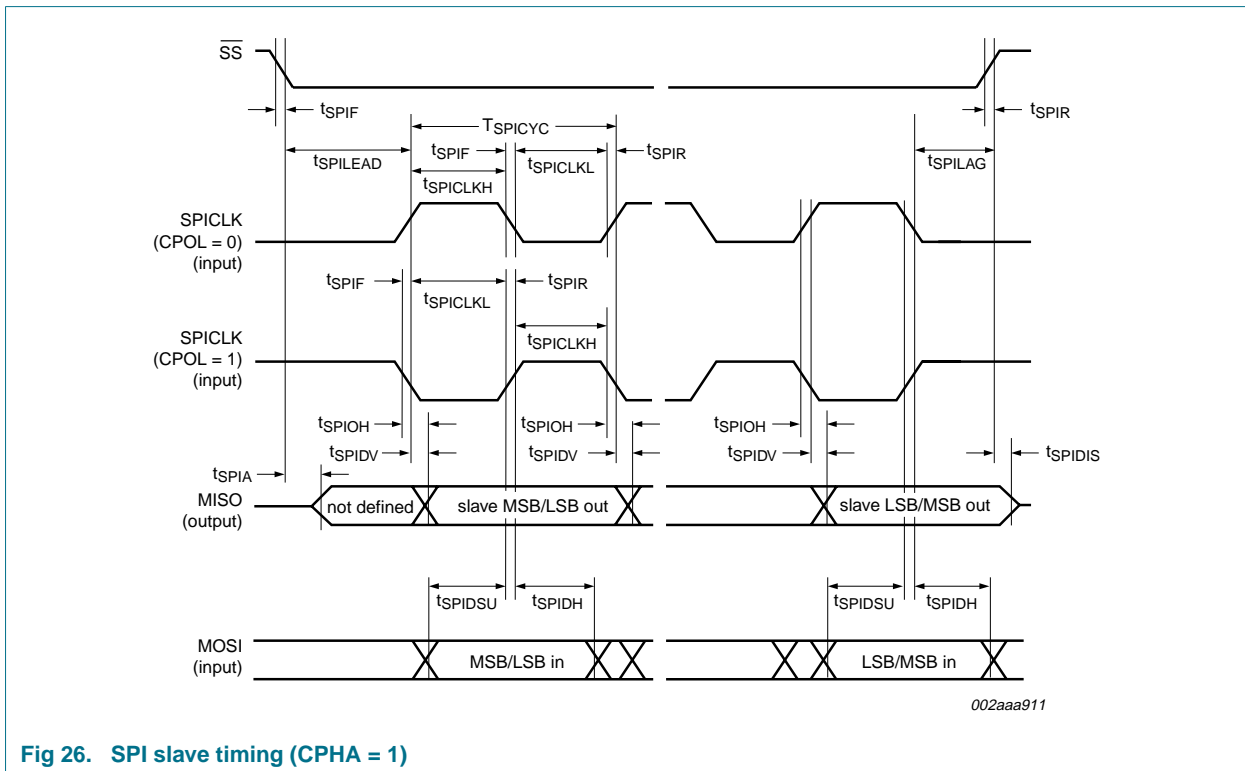 SS
tSPIF
tSPIR
TSPICYC
tSPIF
tSPIR
tSPILEAD
tSPICLKL
tSPILAG
tSPICLKH
SPICLK
(CPOL = 0)
(input)
tSPIF
tSPIR
tSPICLKL
tSPICLKH
SPICLK
(CPOL = 1)
(input)
tSPIOH
tSPIOH
tSPIOH
tSPIDV
tSPIDV
tSPIDV
tSPIDIS
tSPIA
MISO
(output)
not defined
slave MSB/LSB out
slave LSB/MSB out
tSPIDSU
tSPIDH
tSPIDSU
tSPIDH
MOSI
(input)
MSB/LSB in
LSB/MSB in
002aaa911
Fig 26. SPI slave timing (CPHA = 1)